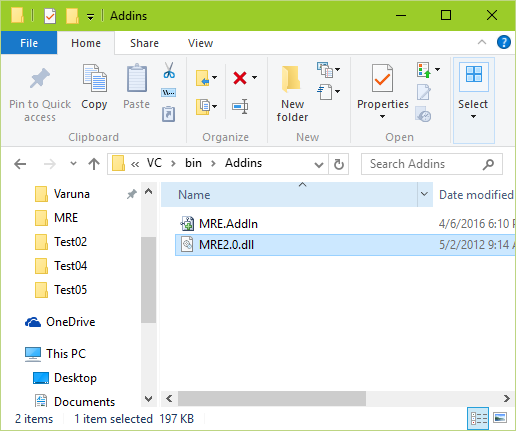 Addins
File Home Share View
Pin to Quick access
Copy
Paste
New folder
Properties
Select
Clipboard Organize New Open
« VC › bin › Addins
Search Addins
Varuna
MRE
Test02
Test04
Test05
OneDrive
This PC
Desktop
Documents
Name Date modified
MRE.AddIn 4/6/2016 6:10 P
MRE2.0.dll 5/2/2012 9:14 A
2 items 1 item selected 197 KB